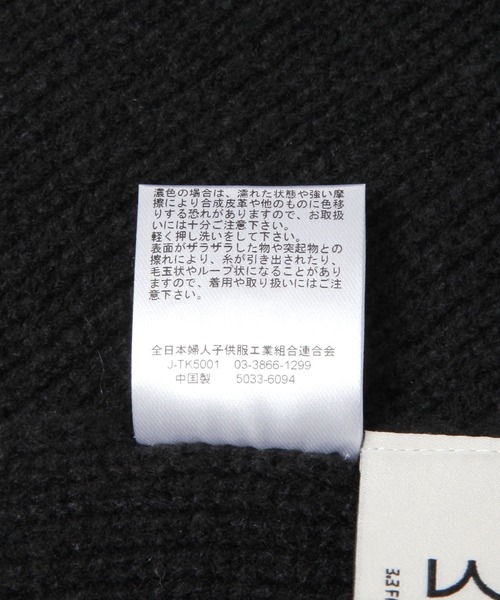 濃色の場合は、濡れた状態や強い摩
擦により合成皮革や他のものに色移
りする恐れがありますので、お取扱
いには十分ご注意下さい。
軽く押し洗いをして下さい。
表面がザラザラした物や突起物との
擦れにより、糸が引き出されたり、
毛玉状やループ状になることがあり
ますので、着用や取り扱いにはご注
意下さい。
全日本婦人子供服工業組合連合会
J-TK5001 03-3866-1299
中国製 5033-6094
3.3